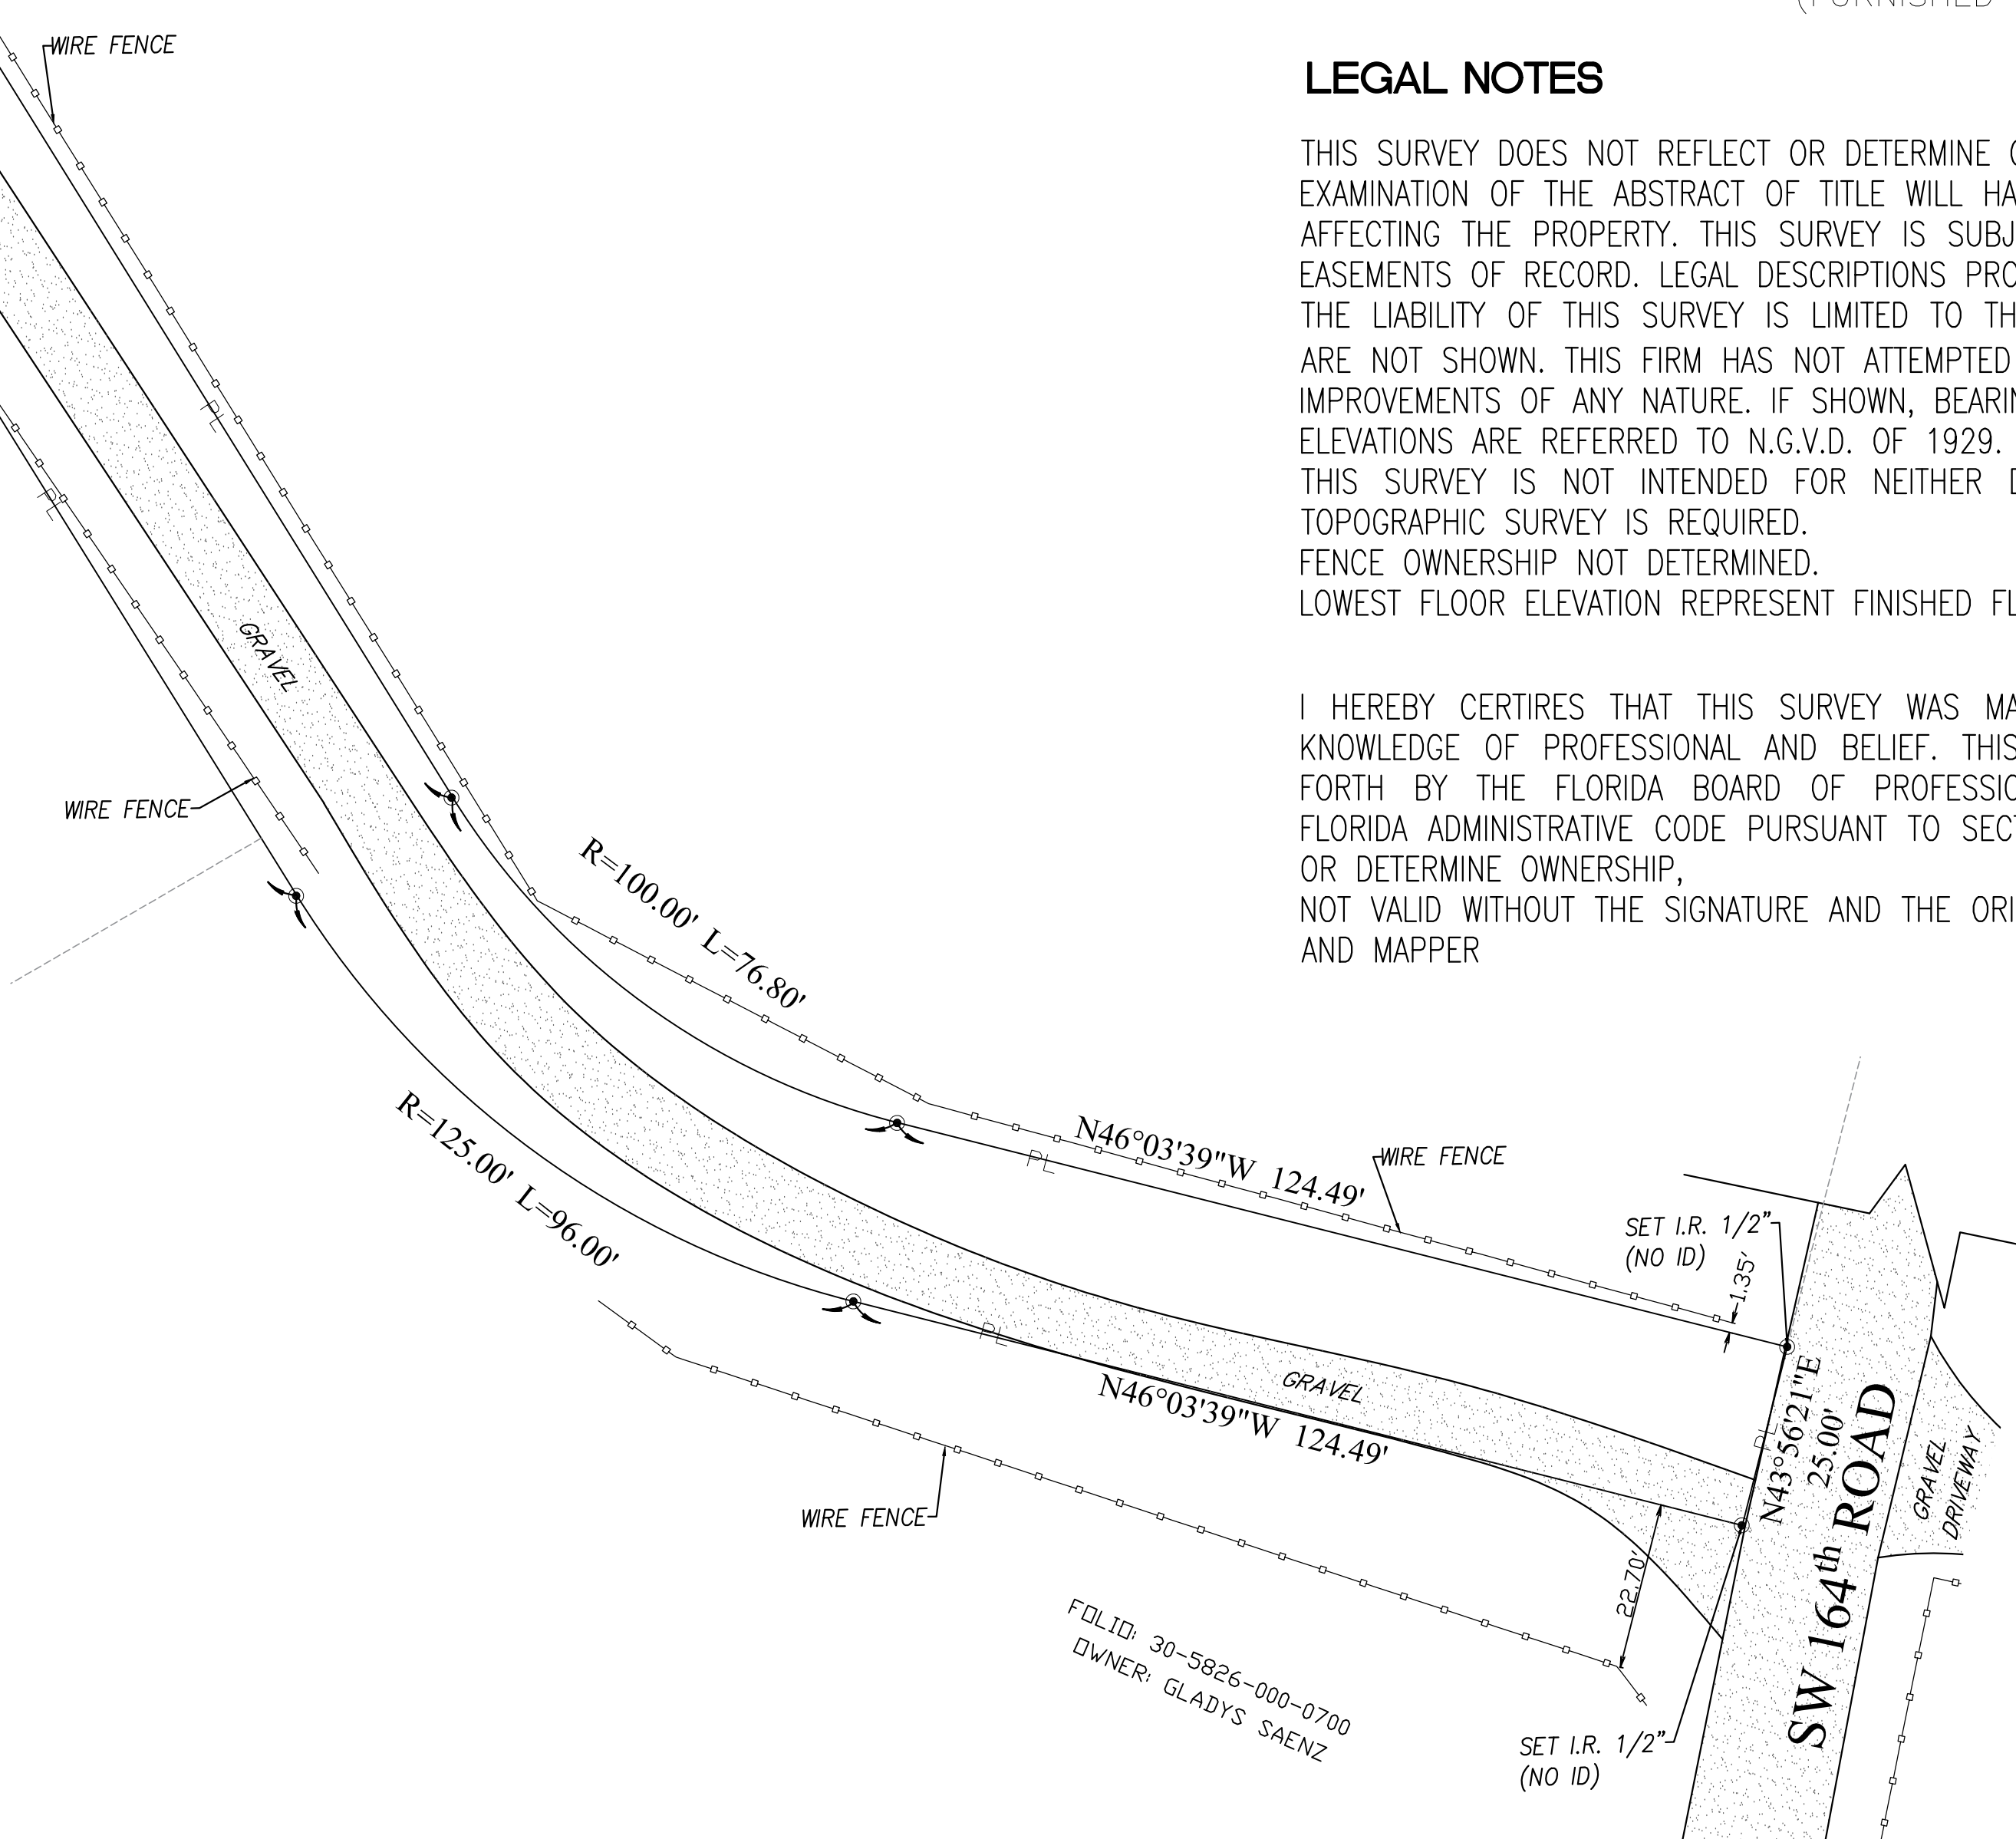 (FURNISHED
WIRE FENCE
LEGAL NOTES
THIS SURVEY DOES NOT REFLECT OR DETERMINE
EXAMINATION OF THE ABSTRACT OF TITLE WILL HA
AFFECTING THE PROPERTY. THIS SURVEY IS SUBJ
EASEMENTS OF RECORD. LEGAL DESCRIPTIONS PRO
THE LIABILITY OF THIS SURVEY IS LIMITED TO TH
ARE NOT SHOWN. THIS FIRM HAS NOT ATTEMPTED
IMPROVEMENTS OF ANY NATURE. IF SHOWN, BEARIN
ELEVATIONS ARE REFERRED TO N.G.V.D. OF 1929.
THIS SURVEY IS NOT INTENDED FOR NEITHER D
TOPOGRAPHIC SURVEY IS REQUIRED.
FENCE OWNERSHIP NOT DETERMINED.
LOWEST FLOOR ELEVATION REPRESENT FINISHED FL
I HEREBY CERTIRES THAT THIS SURVEY WAS MA
KNOWLEDGE OF PROFESSIONAL AND BELIEF. THIS
FORTH BY THE FLORIDA BOARD OF PROFESSIO
FLORIDA ADMINISTRATIVE CODE PURSUANT TO SECT
OR DETERMINE OWNERSHIP,
NOT VALID WITHOUT THE SIGNATURE AND THE ORI
AND MAPPER
PL
PL
GRAVEL
WIRE FENCE
R=100.00' L=76.80'
R=125.00' L=96.00'
N46°03'39"W 124.49'
PL
WIRE FENCE
SET I.R. 1/2"
(NO ID)
1.35'
PL
GRAVEL
N46°03'39"W 124.49'
N43°56'21"E
25.00'
PL
SW 164th ROAD
GRAVEL
DRIVEWAY
WIRE FENCE
22.70'
FOLIO: 30-5826-000-0700
OWNER: GLADYS SAENZ
SET I.R. 1/2"
(NO ID)